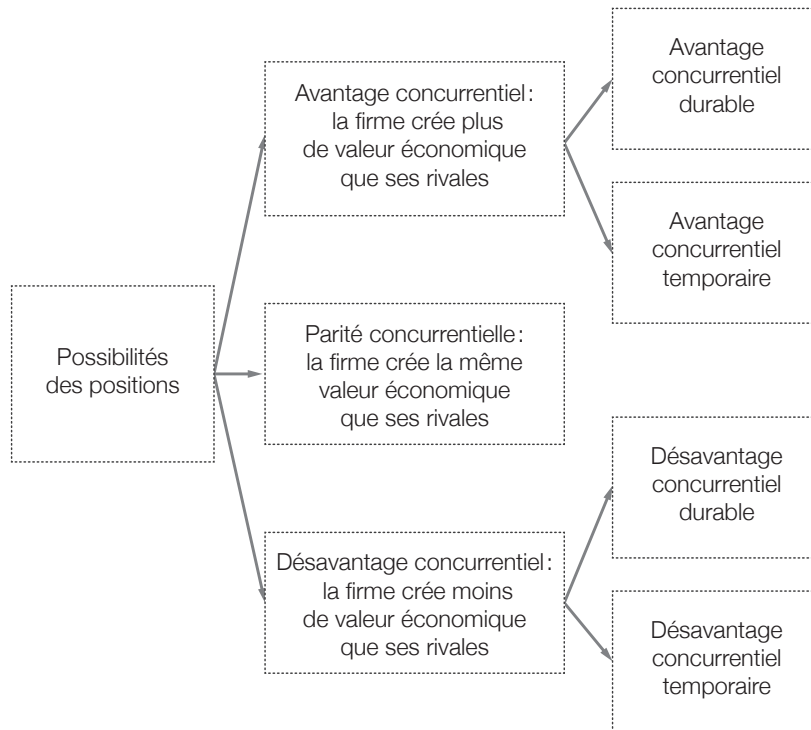 Possibilités
des positions
Avantage concurrentiel :
la firme crée plus
de valeur économique
que ses rivales
Avantage
concurrentiel
durable
Avantage
concurrentiel
temporaire
Parité concurrentielle :
la firme crée la même
valeur économique
que ses rivales
Désavantage concurrentiel :
la firme crée moins
de valeur économique
que ses rivales
Désavantage
concurrentiel
durable
Désavantage
concurrentiel
temporaire